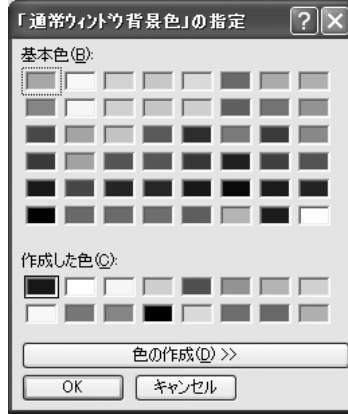 「通常ウィンドウ背景色」の指定
基本色(B):
作成した色(C):
色の作成(D) >>
OK
キャンセル